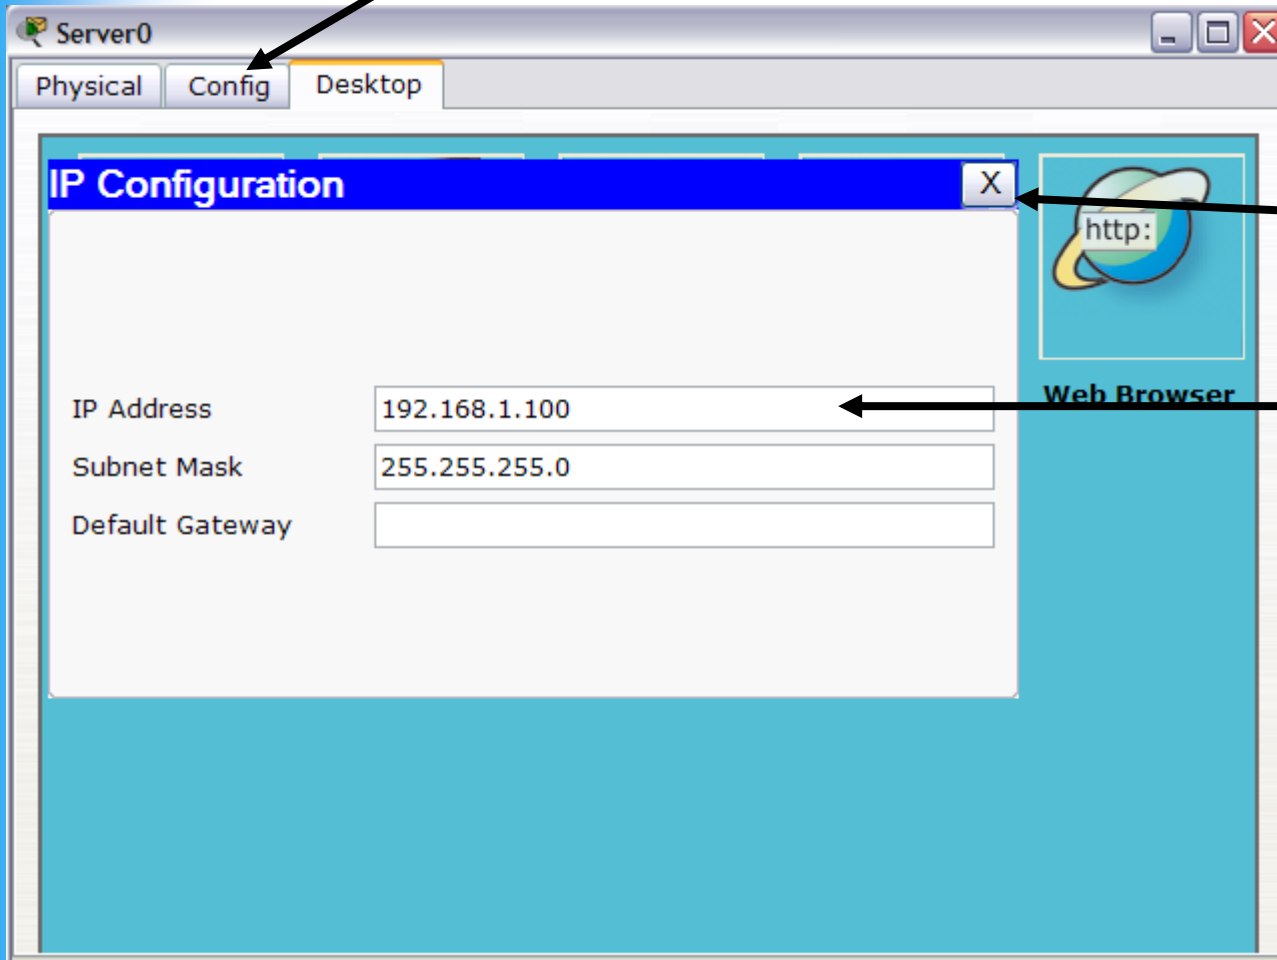 Server0
Physical Config Desktop
IP Configuration X
http:
Web Browser
IP Address 192.168.1.100
Subnet Mask 255.255.255.0
Default Gateway